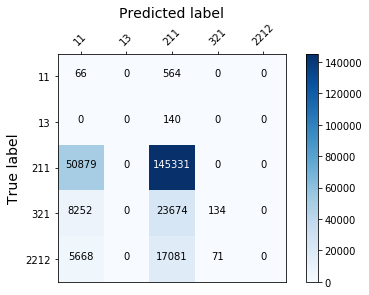 Predicted label
11 13 211 321 2212
True label
11 66 0 564 0 0
13 0 0 140 0 0
211 50879 0 145331 0 0
321 8252 0 23674 134 0
2212 5668 0 17081 71 0
140000
120000
100000
80000
60000
40000
20000
0